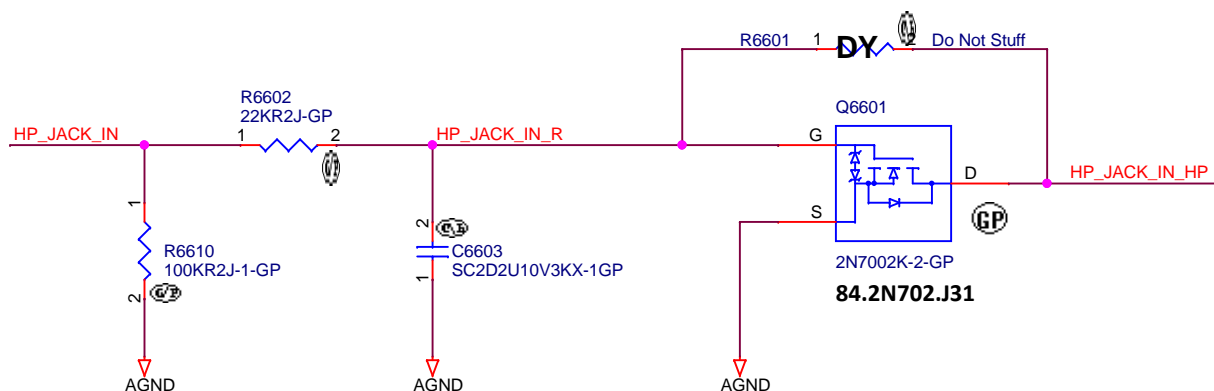 R6601
1
DY
2
Do Not Stuff
R6602
22KR2J-GP
Q6601
HP_JACK_IN
1
2
HP_JACK_IN_R
G
D
HP_JACK_IN_HP
S
GP
1
R6610
100KR2J-1-GP
2
2
C6603
SC2D2U10V3KX-1GP
1
2N7002K-2-GP
84.2N702.J31
AGND
AGND
AGND